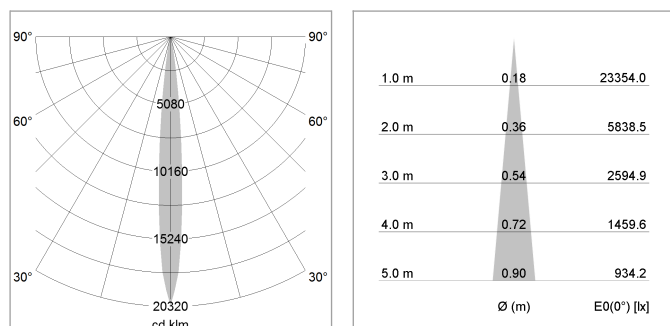 90° 90°
5080
60° 60°
10160
15240
30° 30°
20320
cd klm
1.0 m 0.18 23354.0
2.0 m 0.36 5838.5
3.0 m 0.54 2594.9
4.0 m 0.72 1459.6
5.0 m 0.90 934.2
Ø (m) E0(0°) [lx]